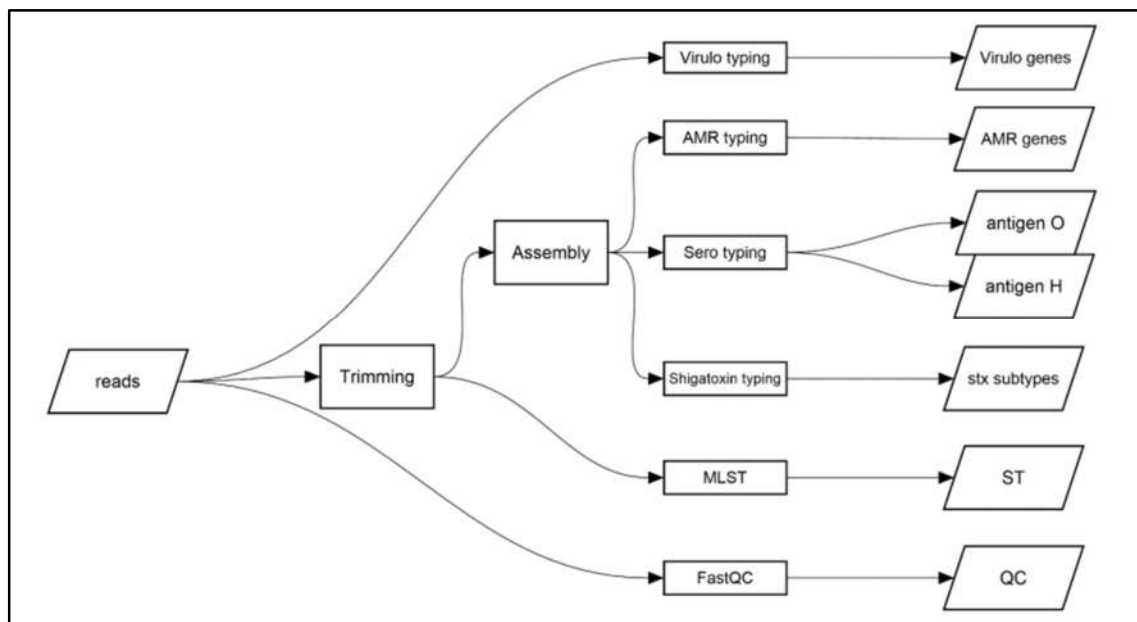 Virulo typing
Virulo genes
AMR typing
AMR genes
Assembly
Sero typing
antigen O
antigen H
reads
Trimming
Shigatoxin typing
stx subtypes
MLST
ST
FastQC
QC